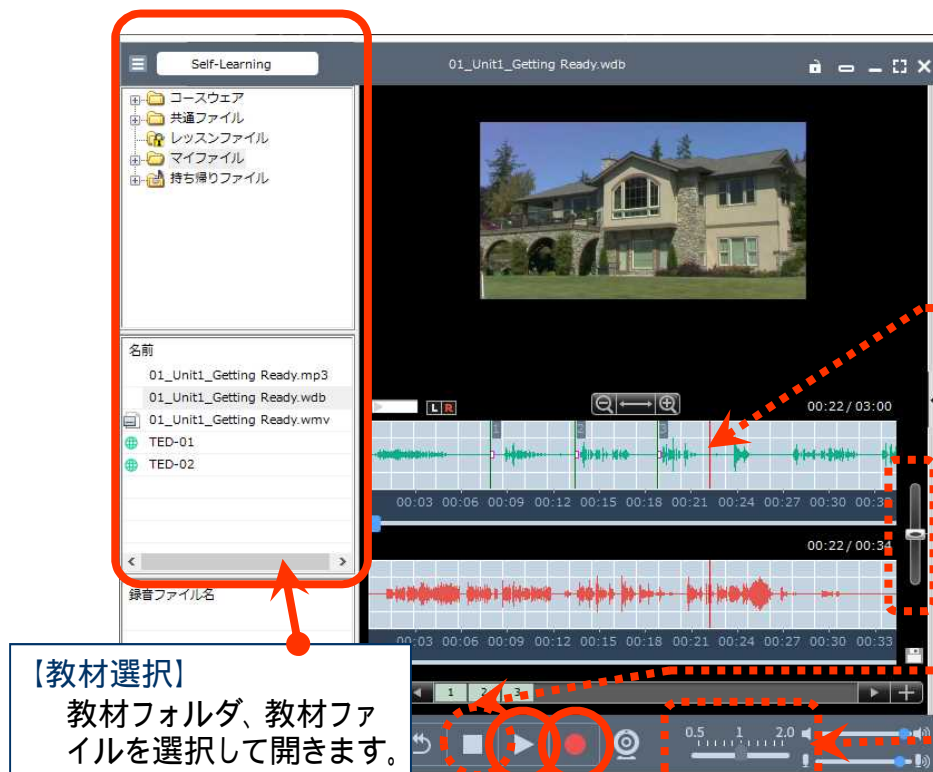 Self-Learning
01_Unit1_Getting Ready.wdb
コースウェア
共通ファイル
レッスンファイル
マイファイル
持ち帰りファイル
名前
01_Unit1_Getting Ready.mp3
01_Unit1_Getting Ready.wdb
01_Unit1_Getting Ready.wmv
TED-01
TED-02
録音ファイル名
L R
00:22 / 03:00
1 2 3
00:03 00:06 00:09 00:12 00:15 00:18 00:21 00:24 00:27 00:30
00:22 / 00:34
00:03 00:06 00:09 00:12 00:15 00:18 00:21 00:24 00:27 00:30 00:33
1 2 3
0.5 1 2.0
【教材選択】
教材フォルダ、教材ファ
イルを選択して開きます。